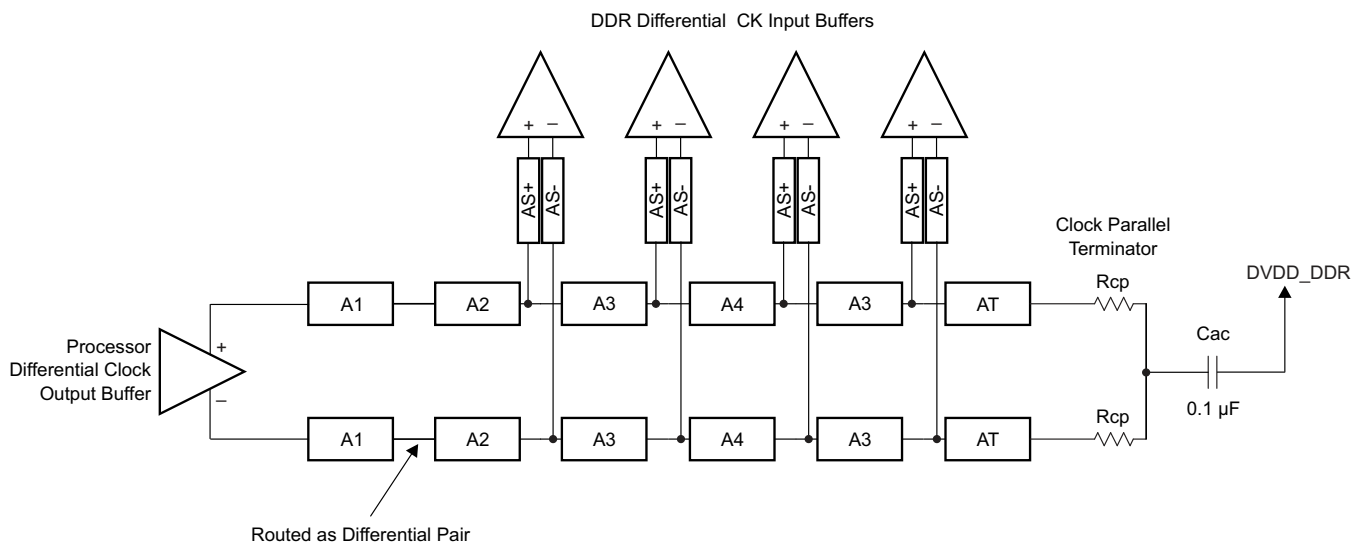 DDR Differential CK Input Buffers
+ – + – + – + –
AS+ AS- AS+ AS- AS+ AS- AS+ AS-
Clock Parallel
Terminator
Rcp
DVDD_DDR
A1 A2 A3 A4 A3 AT
Processor
Differential Clock
Output Buffer
+
–
Cac
0.1 µF
Rcp
A1 A2 A3 A4 A3 AT
Routed as Differential Pair